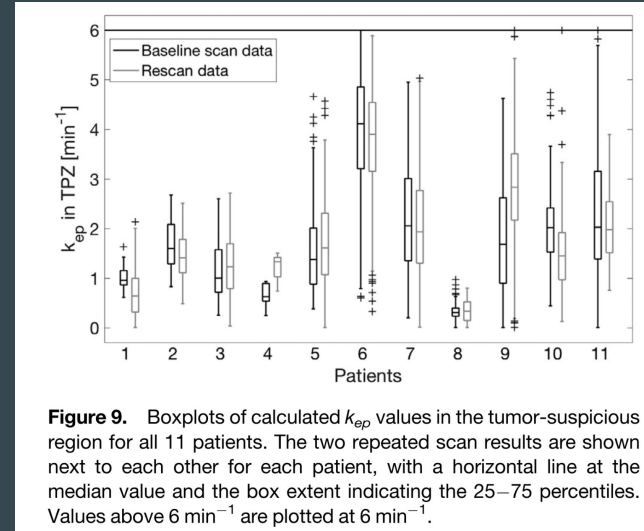 6
5
4
3
2
1
0
k_ep in TPZ [min^-1]
Baseline scan data
Rescan data
1 2 3 4 5 6 7 8 9 10 11
Patients
Figure 9. Boxplots of calculated k_ep values in the tumor-suspicious
region for all 11 patients. The two repeated scan results are shown
next to each other for each patient, with a horizontal line at the
median value and the box extent indicating the 25–75 percentiles.
Values above 6 min⁻¹ are plotted at 6 min⁻¹.